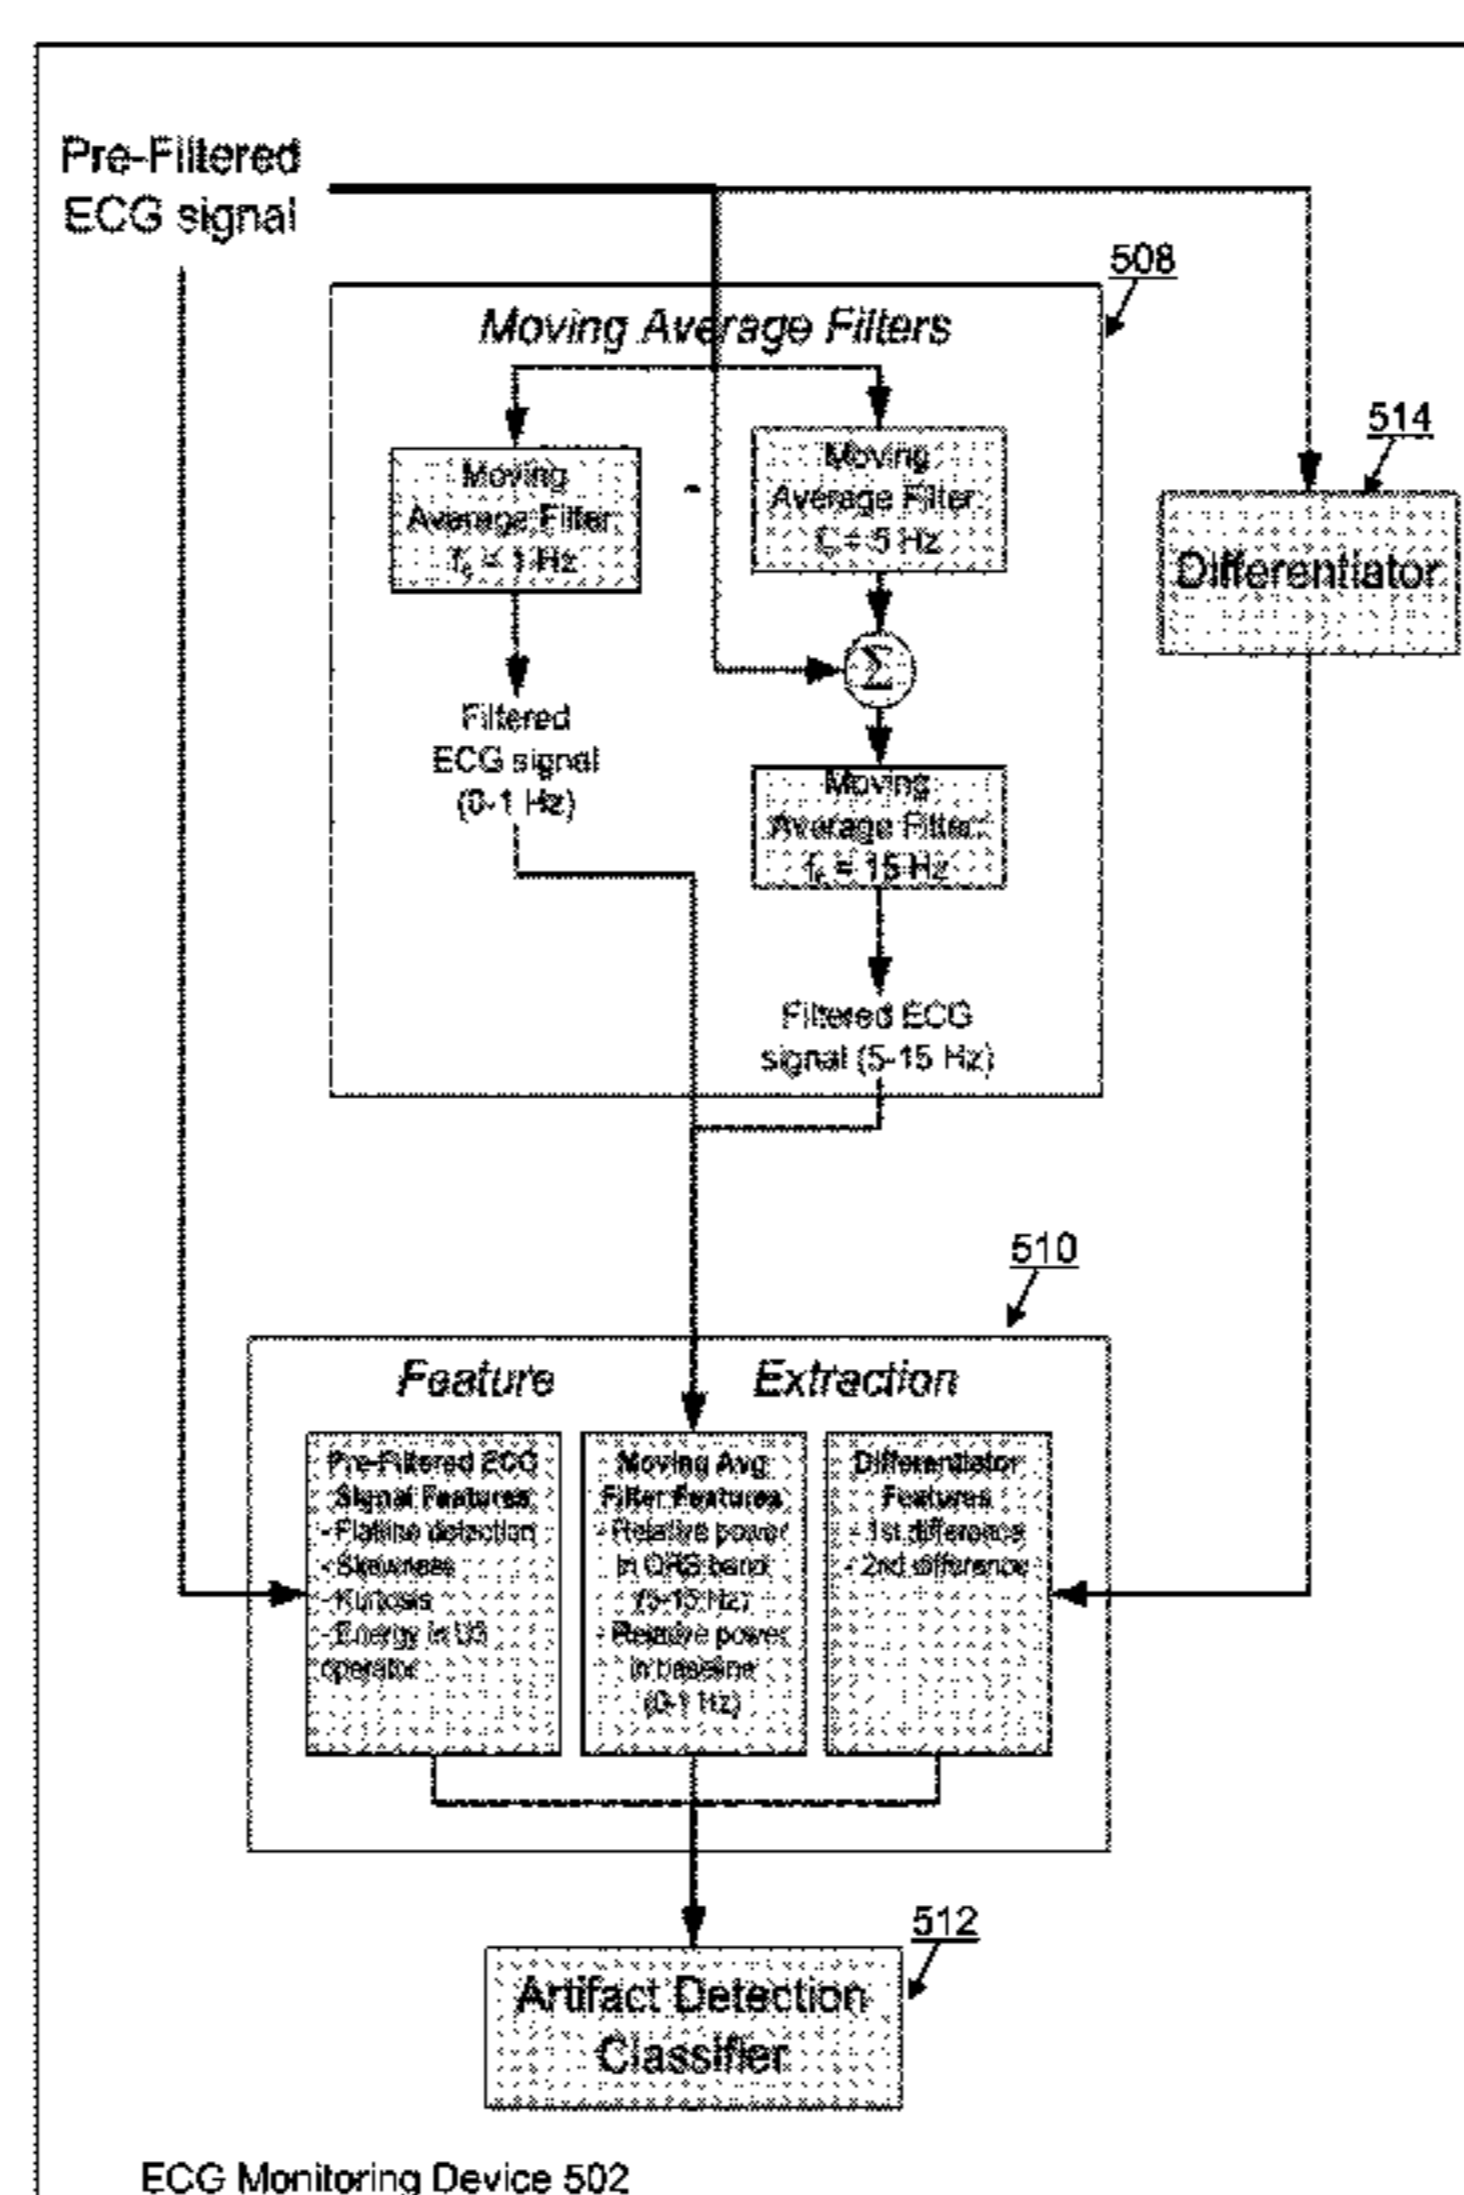 Pre-Filtered
ECG signal
508
Moving Average Filters
514
Moving
Average Filter
fc = 1 Hz
-
Moving
Average Filter
fc = 5 Hz
Differentiator
Σ
Filtered
ECG signal
(0-1 Hz)
Moving
Average Filter
fc = 15 Hz
Filtered ECG
signal (5-15 Hz)
510
Feature Extraction
Pre-Filtered ECG
Signal Features
- Flatline detection
- Skewness
- Kurtosis
- Energy in U3
operator
Moving Avg
Filter Features
- Relative power
in QRS band
(5-15 Hz)
- Relative power
in baseline
(0-1 Hz)
Differentiator
Features
- 1st difference
- 2nd difference
512
Artifact Detection
Classifier
ECG Monitoring Device 502